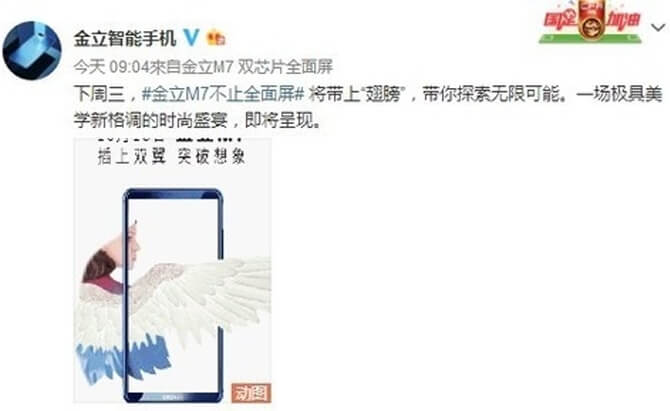 金立智能手机
国足加油
今天 09:04来自金立M7 双芯片全面屏
下周三，#金立M7不止全面屏# 将带上“翅膀”，带你探索无限可能。一场极具美
学新格调的时尚盛宴，即将呈现。
插上双翼 突破想象
动图